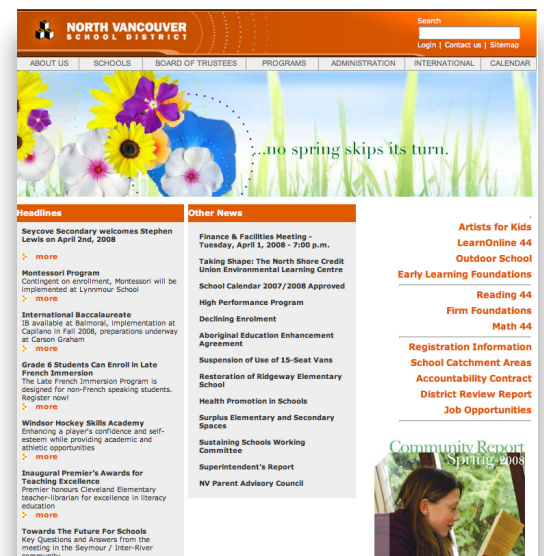 NORTH VANCOUVER
SCHOOL DISTRICT
Search
Login | Contact us | Sitemap
ABOUT US
SCHOOLS
BOARD OF TRUSTEES
PROGRAMS
ADMINISTRATION
INTERNATIONAL
CALENDAR
...no spring skips its turn.
Headlines
Seycove Secondary welcomes Stephen
Lewis on April 2nd, 2008
more
Montessori Program
Contingent on enrollment, Montessori will be
implemented at Lynnmour School
more
International Baccalaureate
IB available at Balmoral, implementation at
Capilano in Fall 2008, preparations underway
at Carson Graham
more
Grade 6 Students Can Enroll in Late
French Immersion
The Late French Immersion Program is
designed for non-French speaking students.
Register now!
more
Windsor Hockey Skills Academy
Enhancing a player's confidence and self-
esteem while providing academic and
athletic opportunities
more
Inaugural Premier's Awards for
Teaching Excellence
Premier honours Cleveland Elementary
teacher-librarian for excellence in literacy
education
more
Towards The Future For Schools
Key Questions and Answers from the
meeting in the Seymour / Inter-River
community
Other News
Finance & Facilities Meeting -
Tuesday, April 1, 2008 - 7:00 p.m.
Taking Shape: The North Shore Credit
Union Environmental Learning Centre
School Calendar 2007/2008 Approved
High Performance Program
Declining Enrolment
Aboriginal Education Enhancement
Agreement
Suspension of Use of 15-Seat Vans
Restoration of Ridgeway Elementary
School
Health Promotion in Schools
Surplus Elementary and Secondary
Spaces
Sustaining Schools Working
Committee
Superintendent's Report
NV Parent Advisory Council
.
Artists for Kids
LearnOnline 44
Outdoor School
Early Learning Foundations
Reading 44
Firm Foundations
Math 44
Registration Information
School Catchment Areas
Accountability Contract
District Review Report
Job Opportunities
Community Report
Spring 2008